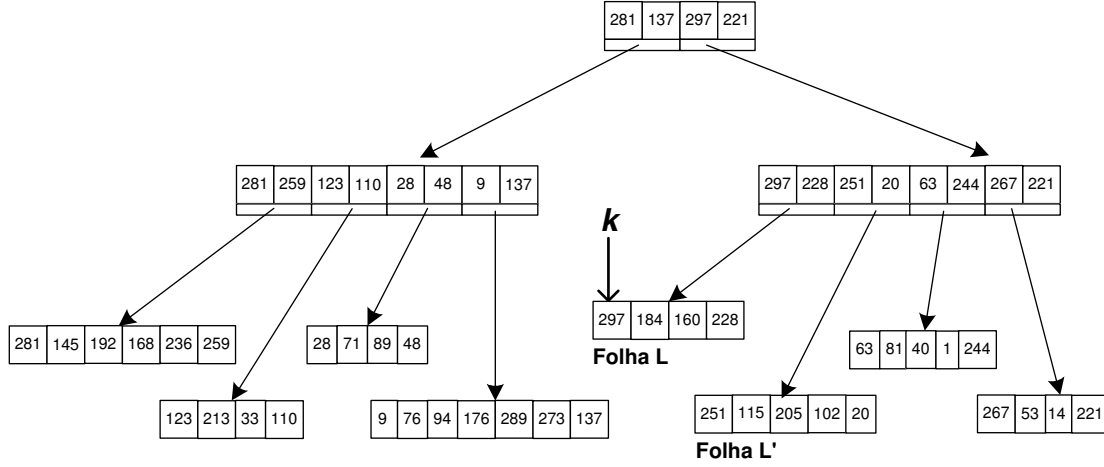 281 137 297 221
281 259 123 110 28 48 9 137
297 228 251 20 63 244 267 221
k
281 145 192 168 236 259
28 71 89 48
297 184 160 228
Folha L
63 81 40 1 244
123 213 33 110
9 76 94 176 289 273 137
251 115 205 102 20
Folha L'
267 53 14 221